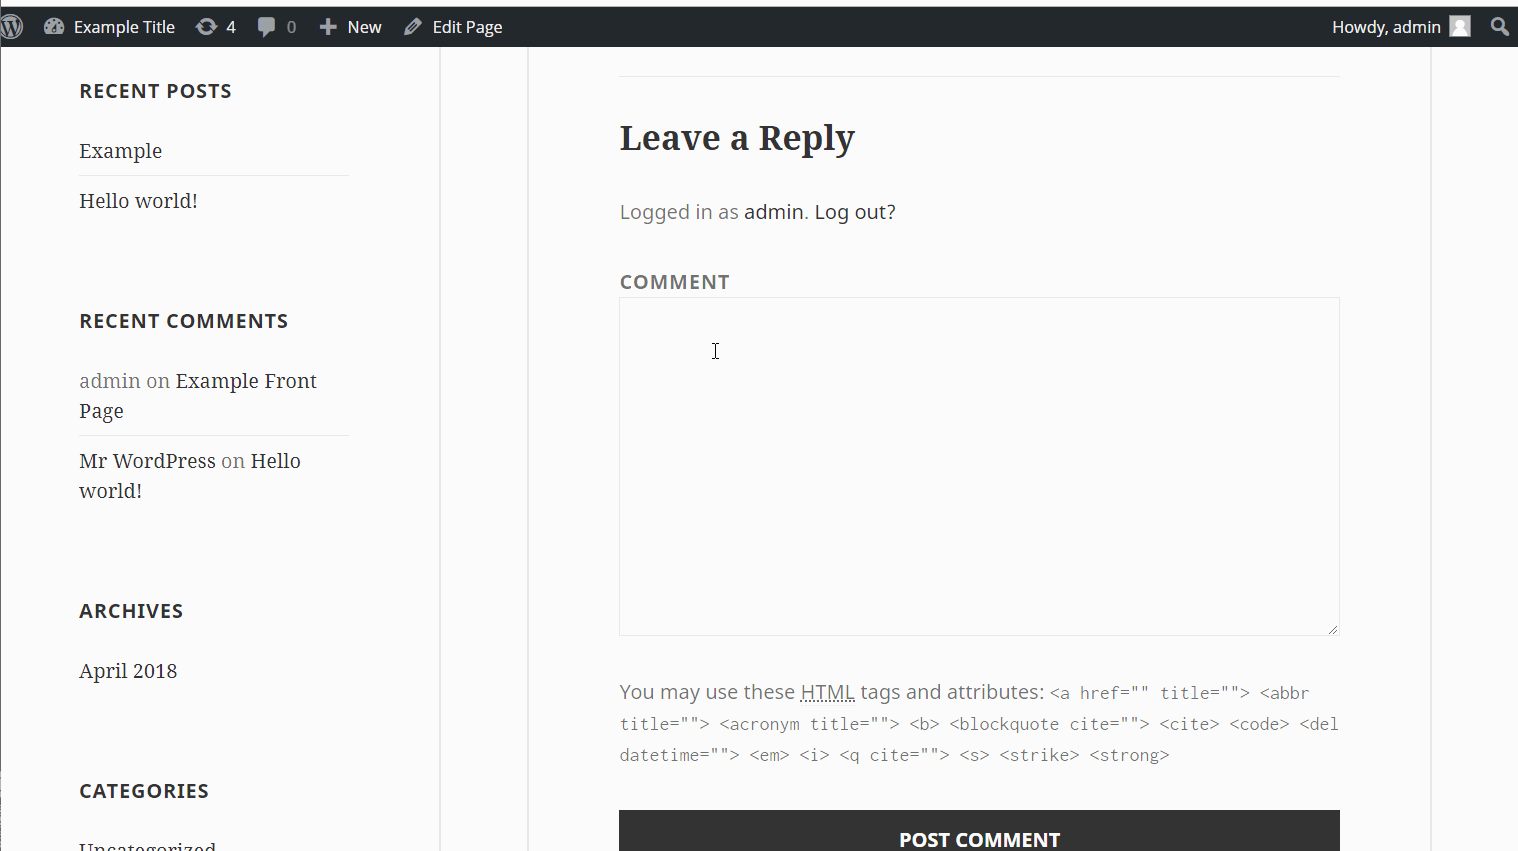 Example Title 4 0 New Edit Page Howdy, admin
RECENT POSTS
Example
Hello world!
RECENT COMMENTS
admin on Example Front
Page
Mr WordPress on Hello
world!
ARCHIVES
April 2018
CATEGORIES
Uncategorized
Leave a Reply
Logged in as admin. Log out?
COMMENT
You may use these HTML tags and attributes: <a href="" title=""> <abbr
title=""> <acronym title=""> <b> <blockquote cite=""> <cite> <code> <del
datetime=""> <em> <i> <q cite=""> <s> <strike> <strong>
POST COMMENT